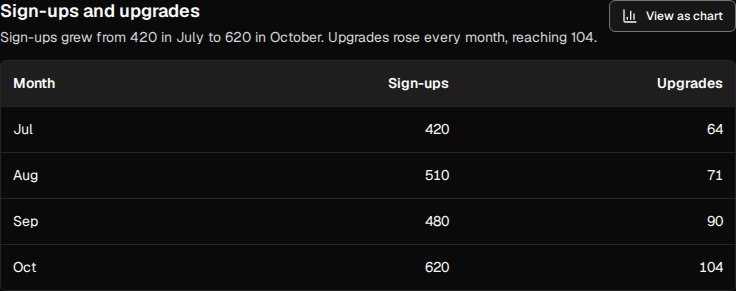 Sign-ups and upgrades
View as chart
Sign-ups grew from 420 in July to 620 in October. Upgrades rose every month, reaching 104.
Month Sign-ups Upgrades
Jul 420 64
Aug 510 71
Sep 480 90
Oct 620 104